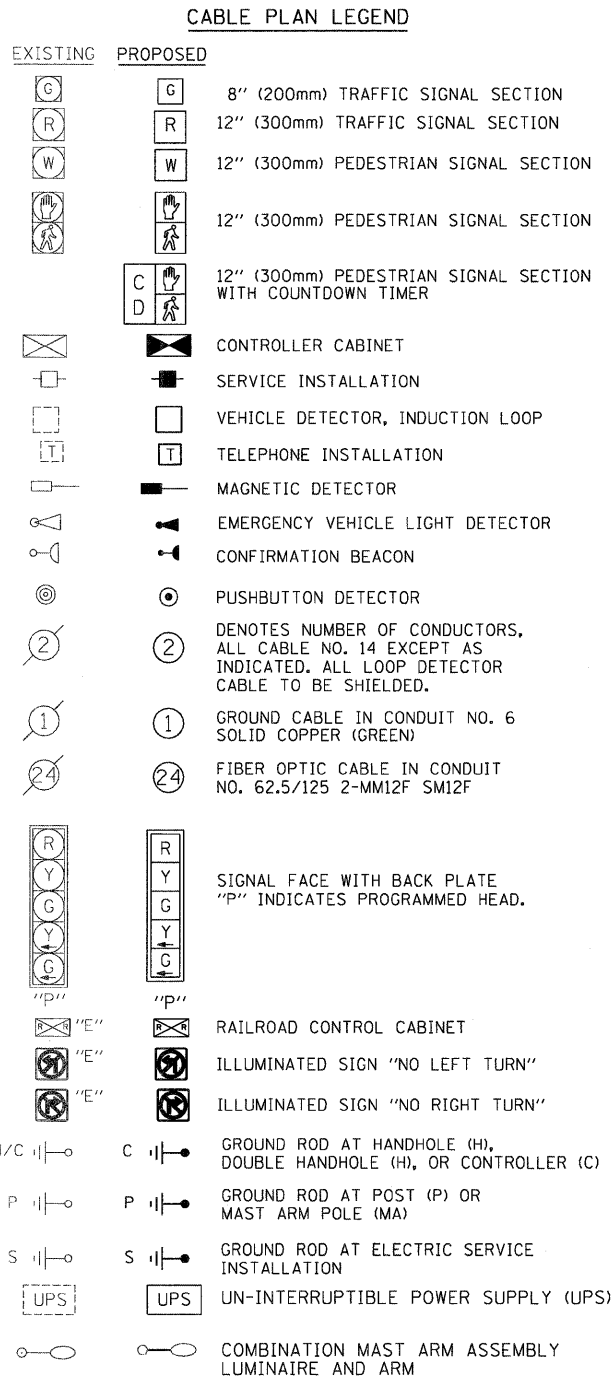 CABLE PLAN LEGEND
EXISTING PROPOSED
G G 8" (200mm) TRAFFIC SIGNAL SECTION
R R 12" (300mm) TRAFFIC SIGNAL SECTION
W W 12" (300mm) PEDESTRIAN SIGNAL SECTION
12" (300mm) PEDESTRIAN SIGNAL SECTION
C D 12" (300mm) PEDESTRIAN SIGNAL SECTION
WITH COUNTDOWN TIMER
CONTROLLER CABINET
SERVICE INSTALLATION
VEHICLE DETECTOR, INDUCTION LOOP
T T TELEPHONE INSTALLATION
MAGNETIC DETECTOR
EMERGENCY VEHICLE LIGHT DETECTOR
CONFIRMATION BEACON
PUSHBUTTON DETECTOR
2 2 DENOTES NUMBER OF CONDUCTORS,
ALL CABLE NO. 14 EXCEPT AS
INDICATED. ALL LOOP DETECTOR
CABLE TO BE SHIELDED.
1 1 GROUND CABLE IN CONDUIT NO. 6
SOLID COPPER (GREEN)
24 24 FIBER OPTIC CABLE IN CONDUIT
NO. 62.5/125 2-MM12F SM12F
R R
Y Y
G G
Y Y
G G
SIGNAL FACE WITH BACK PLATE
"P" INDICATES PROGRAMMED HEAD.
"P" "P"
R R "E" R R RAILROAD CONTROL CABINET
"E" ILLUMINATED SIGN "NO LEFT TURN"
"E" ILLUMINATED SIGN "NO RIGHT TURN"
/C C GROUND ROD AT HANDHOLE (H),
DOUBLE HANDHOLE (H), OR CONTROLLER (C)
P P GROUND ROD AT POST (P) OR
MAST ARM POLE (MA)
S S GROUND ROD AT ELECTRIC SERVICE
INSTALLATION
UPS UPS UN-INTERRUPTIBLE POWER SUPPLY (UPS)
COMBINATION MAST ARM ASSEMBLY
LUMINAIRE AND ARM